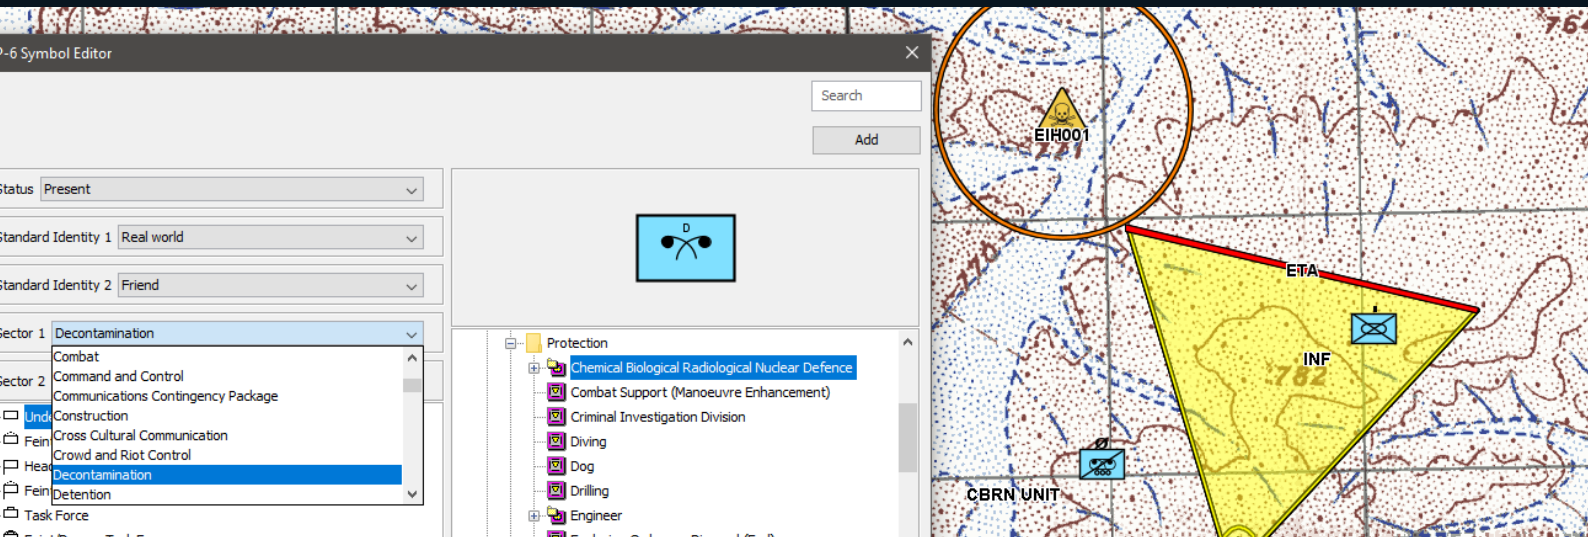 P-6 Symbol Editor
Search
Add
Status Present
Standard Identity 1 Real world
Standard Identity 2 Friend
Sector 1 Decontamination
Combat
Command and Control
Communications Contingency Package
Construction
Cross Cultural Communication
Crowd and Riot Control
Decontamination
Detention
Sector 2
Task Force
D
Protection
Chemical Biological Radiological Nuclear Defence
Combat Support (Manoeuvre Enhancement)
Criminal Investigation Division
Diving
Dog
Drilling
Engineer
EIH001
771
ETA
INF
762
CBRN UNIT
770